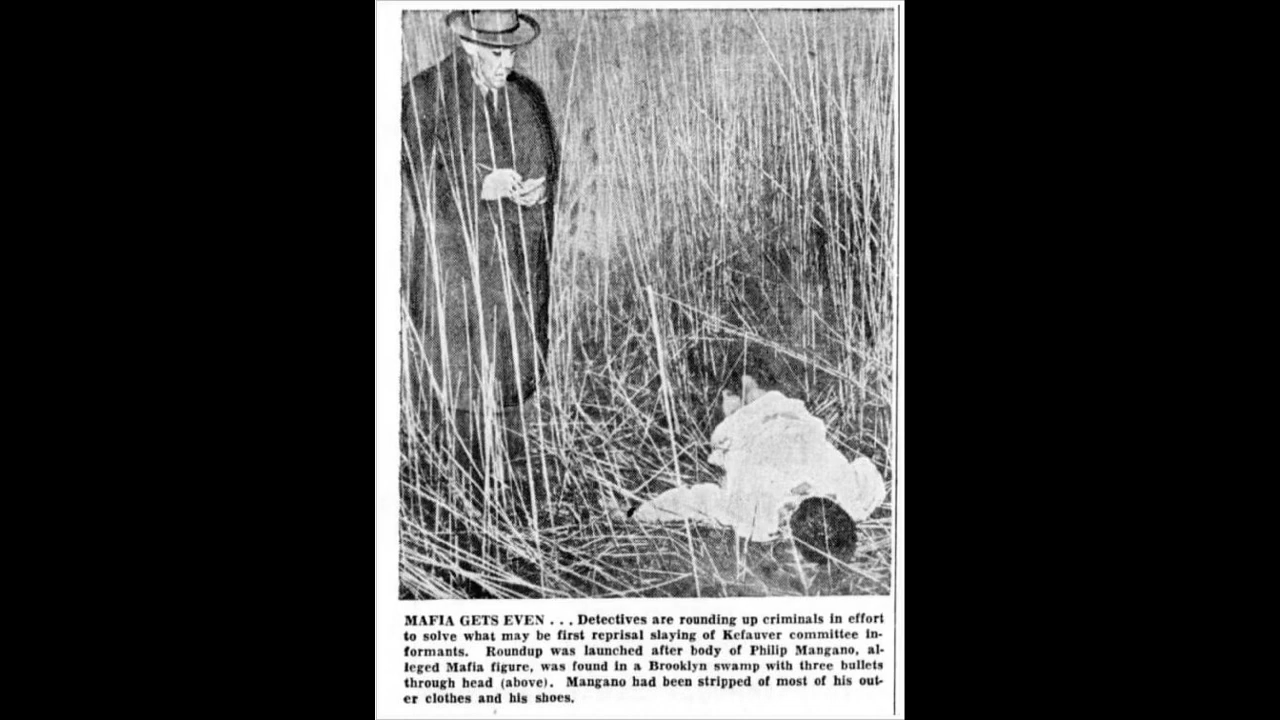 MAFIA GETS EVEN . . . Detectives are rounding up criminals in effort
to solve what may be first reprisal slaying of Kefauver committee in-
formants. Roundup was launched after body of Philip Mangano, al-
leged Mafia figure, was found in a Brooklyn swamp with three bullets
through head (above). Mangano had been stripped of most of his out-
er clothes and his shoes.